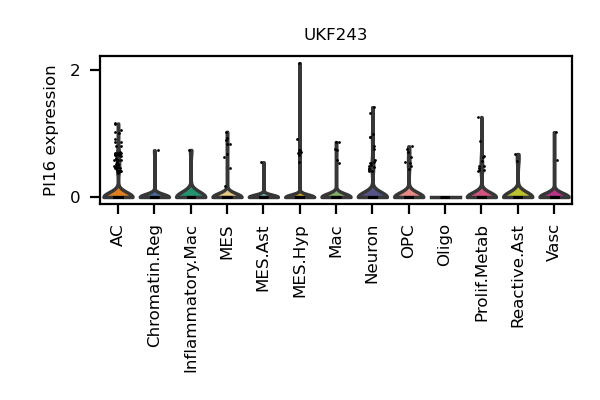 UKF243
PI16 expression
2
0
AC
Chromatin.Reg
Inflammatory.Mac
MES
MES.Ast
MES.Hyp
Mac
Neuron
OPC
Oligo
Prolif.Metab
Reactive.Ast
Vasc